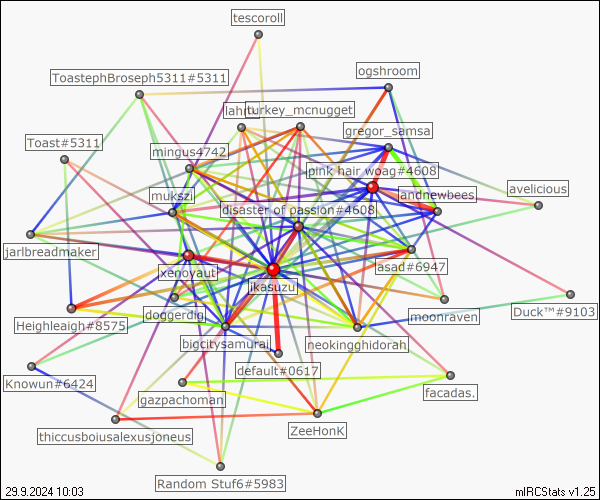 tescoroll
ogshroom
ToastephBroseph5311#5311
turkey_mcnugget
gregor_samsa
Toast#5311
mingus4742
pink hair woag#4608
mukszi
andnewbees
avelicious
disaster of passion#4608
jarlbreadmaker
xenoyaut
asad#6947
jkasuzu
doggerdig
moonraven
Duck™#9103
Heighleaigh#8575
bigcitysamurai
neokingghidorah
default#0617
Knowun#6424
gazpachoman
facadas.
thiccusboiusalexusjoneus
ZeeHonK
Random Stuf6#5983
29.9.2024 10:03
mIRCStats v1.25